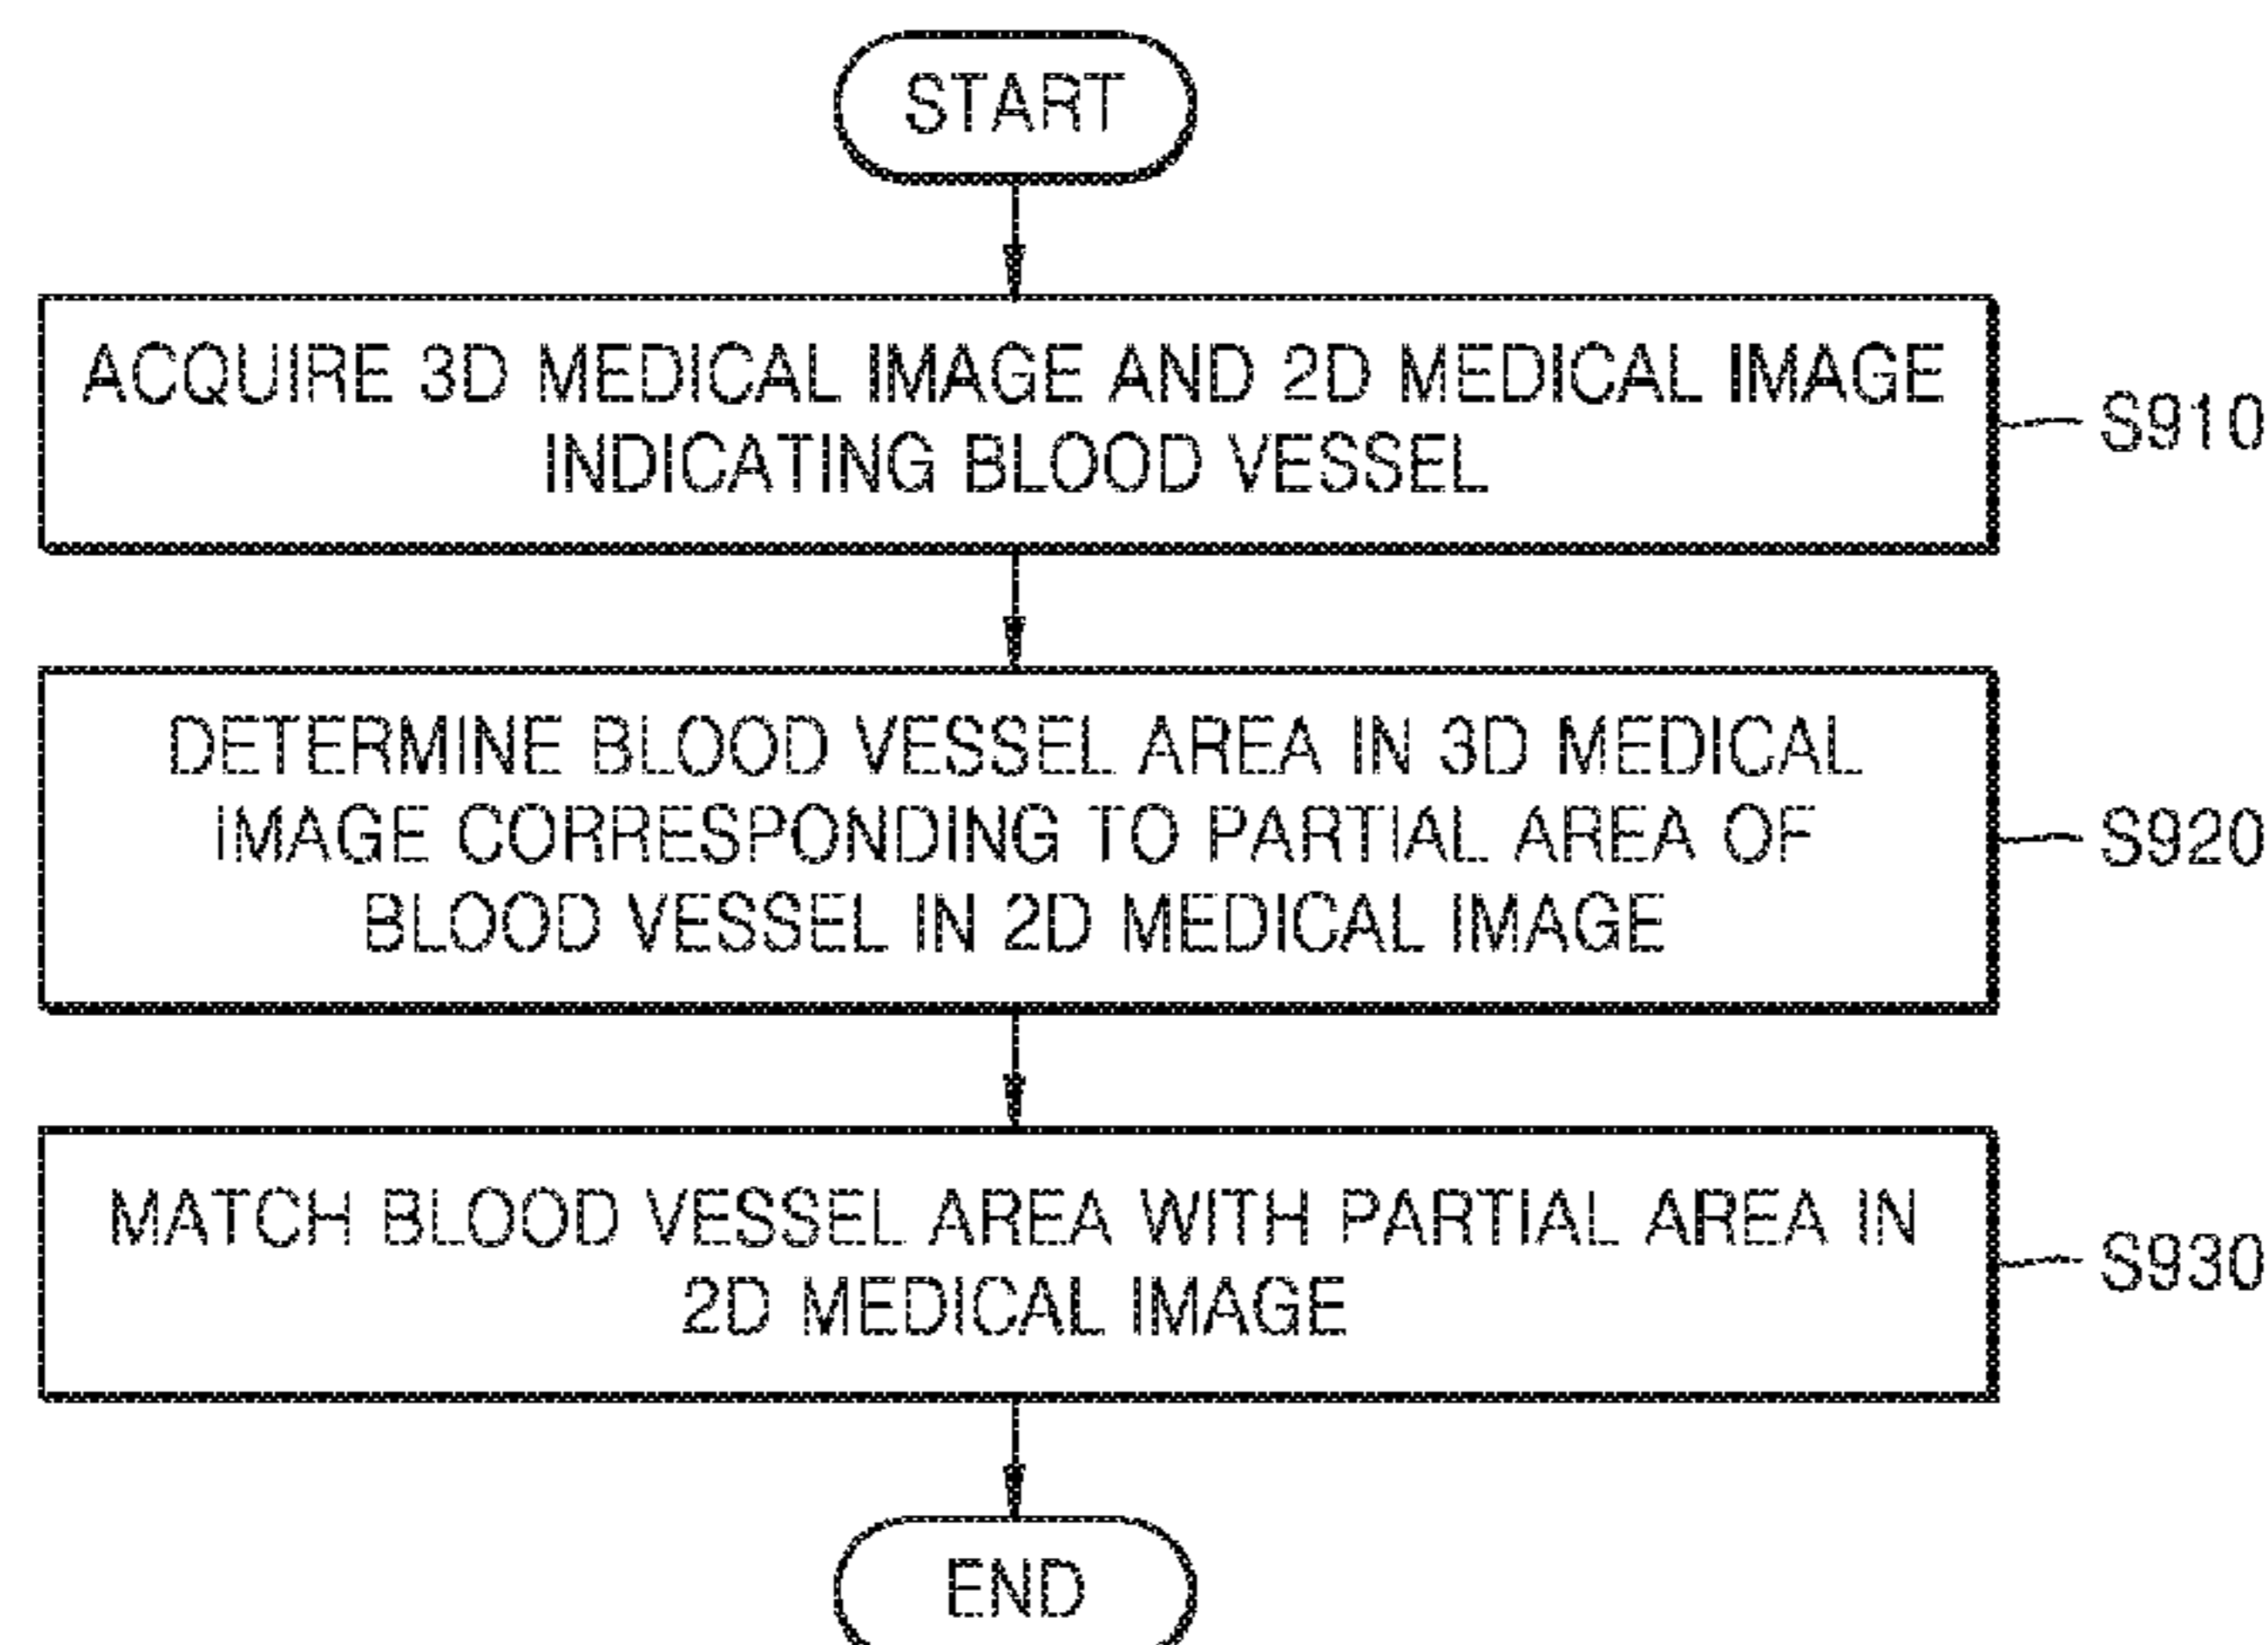 START
ACQUIRE 3D MEDICAL IMAGE AND 2D MEDICAL IMAGE
INDICATING BLOOD VESSEL
S910
DETERMINE BLOOD VESSEL AREA IN 3D MEDICAL
IMAGE CORRESPONDING TO PARTIAL AREA OF
BLOOD VESSEL IN 2D MEDICAL IMAGE
S920
MATCH BLOOD VESSEL AREA WITH PARTIAL AREA IN
2D MEDICAL IMAGE
S930
END